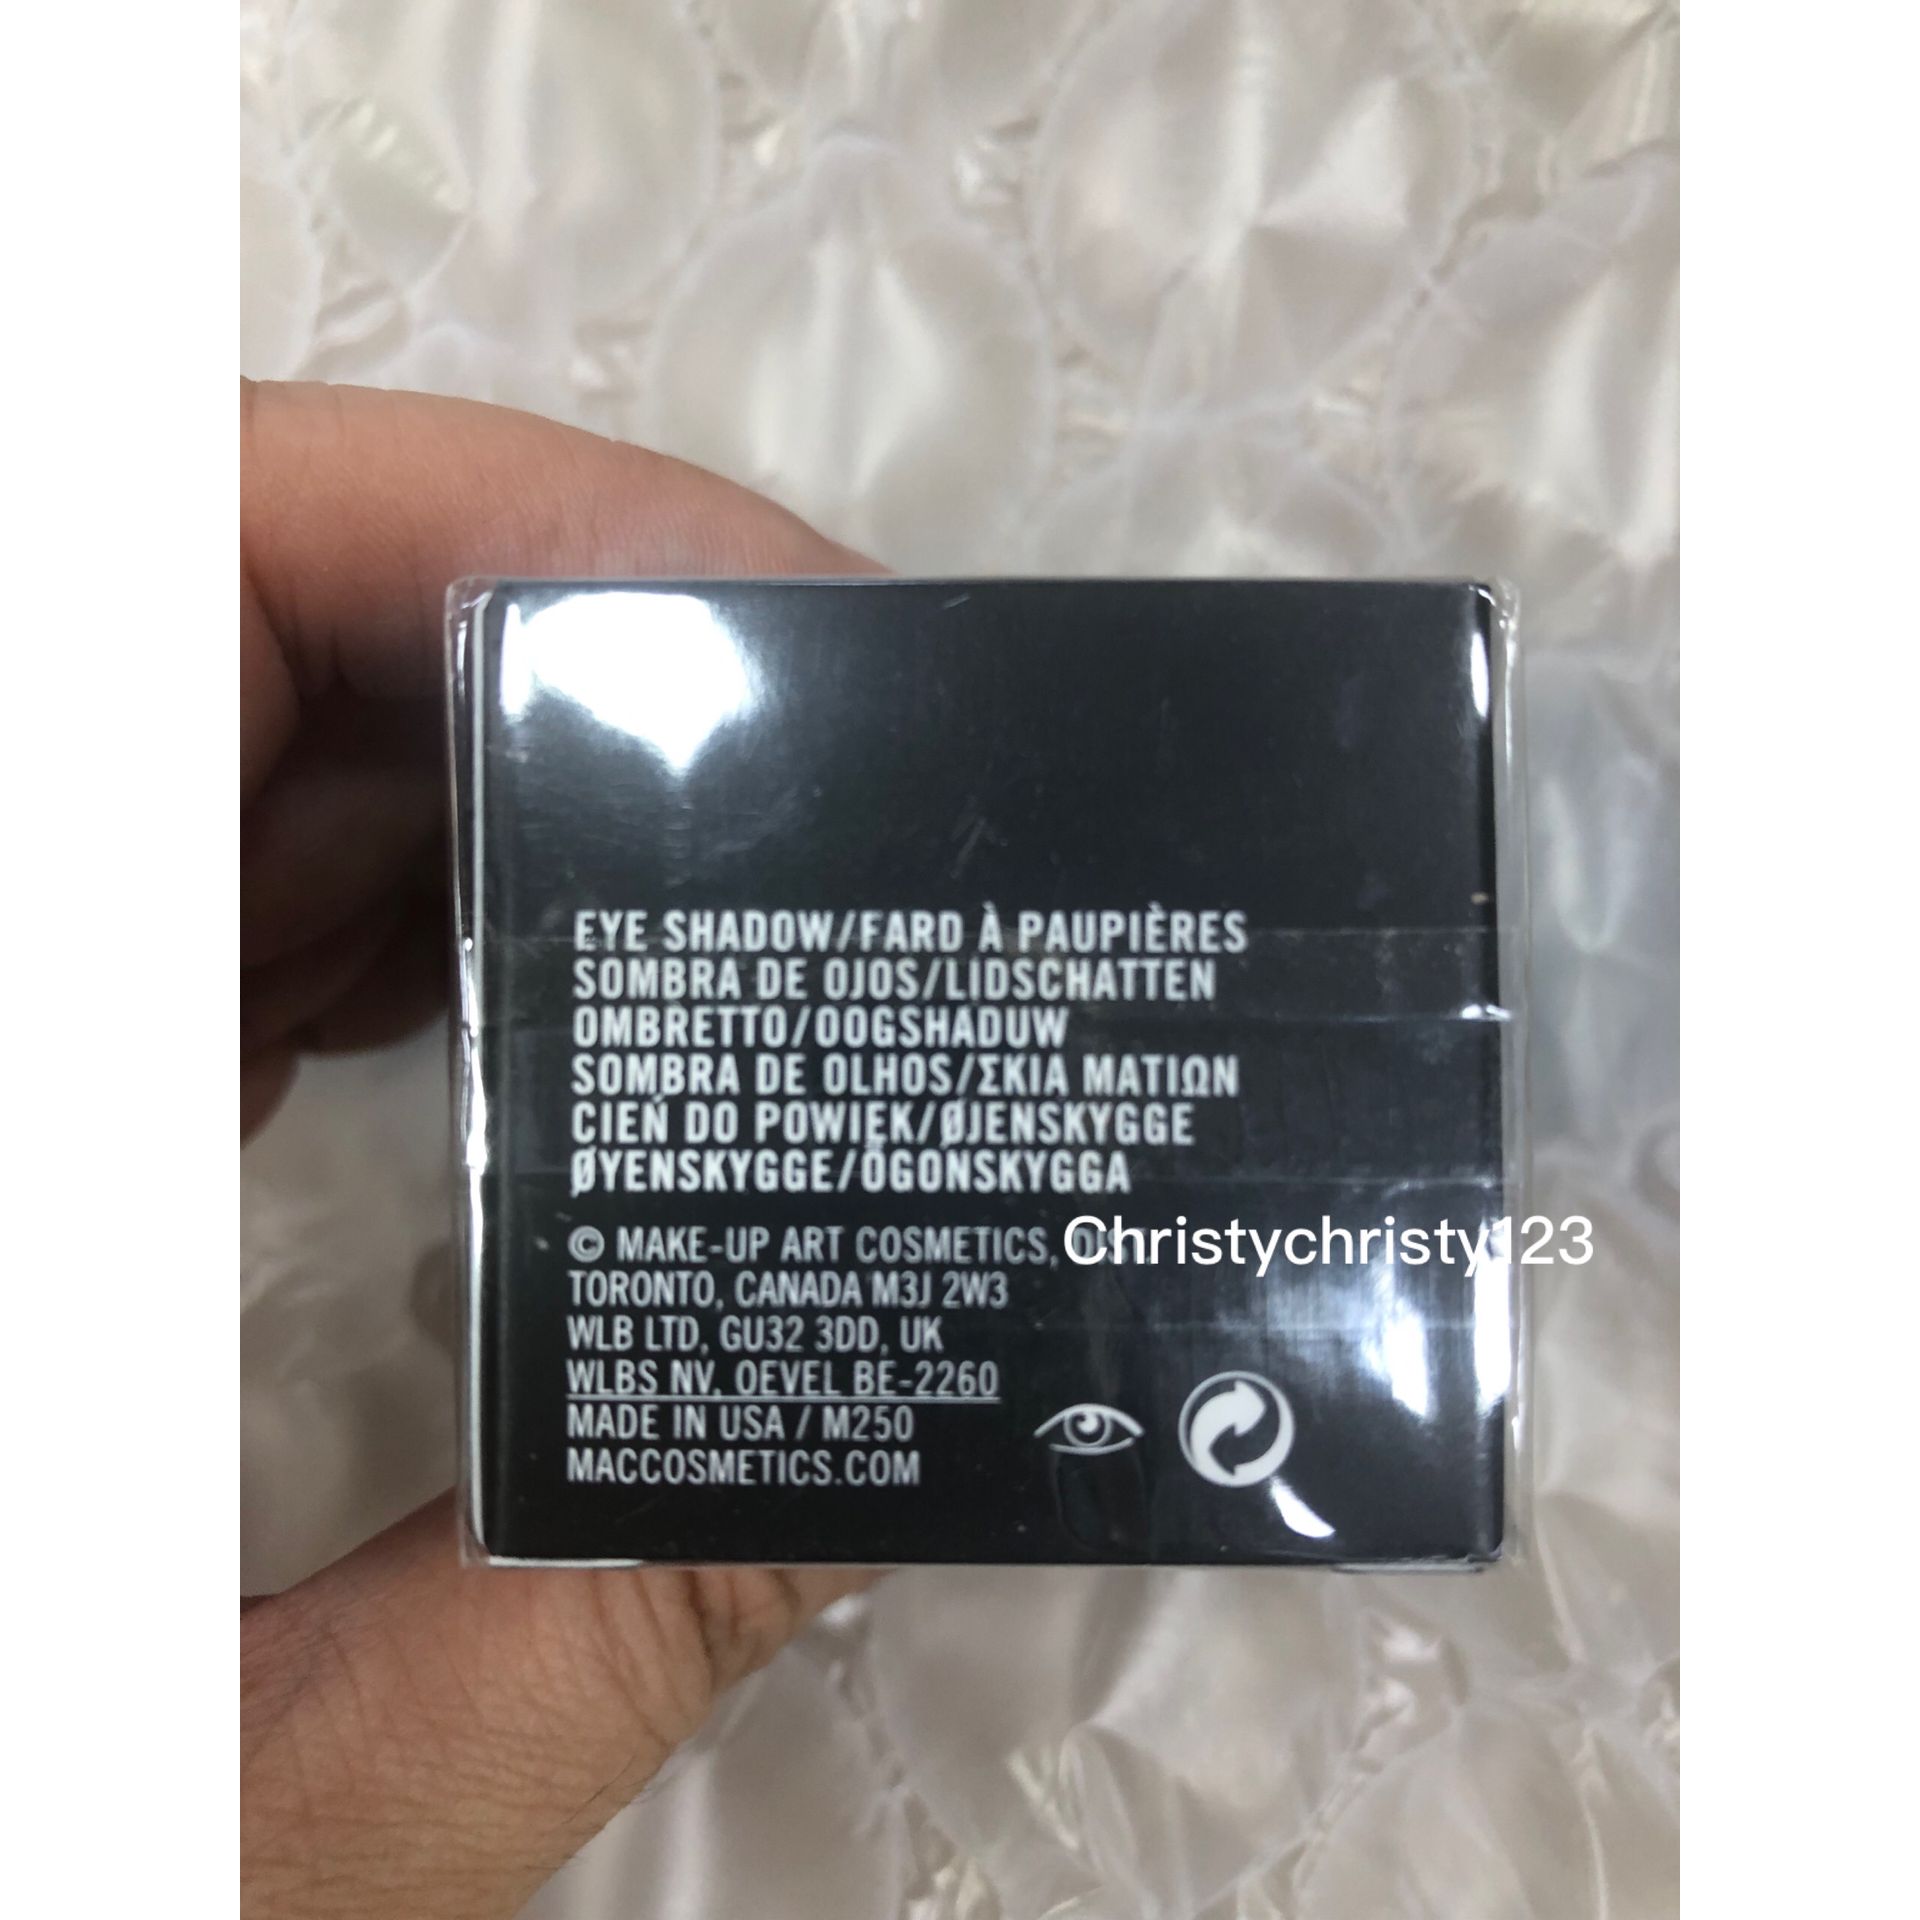 EYE SHADOW/FARD À PAUPIÈRES
SOMBRA DE OJOS/LIDSCHATTEN
OMBRETTO/OOGSHADUW
SOMBRA DE OLHOS/ΣΚΙΑ ΜΑΤΙΩΝ
CIEŃ DO POWIEK/ØJENSKYGGE
ØYENSKYGGE/ÖGONSKYGGA
© MAKE-UP ART COSMETICS,
Christychristy123
TORONTO, CANADA M3J 2W3
WLB LTD, GU32 3DD, UK
WLBS NV, OEVEL BE-2260
MADE IN USA / M250
MACCOSMETICS.COM